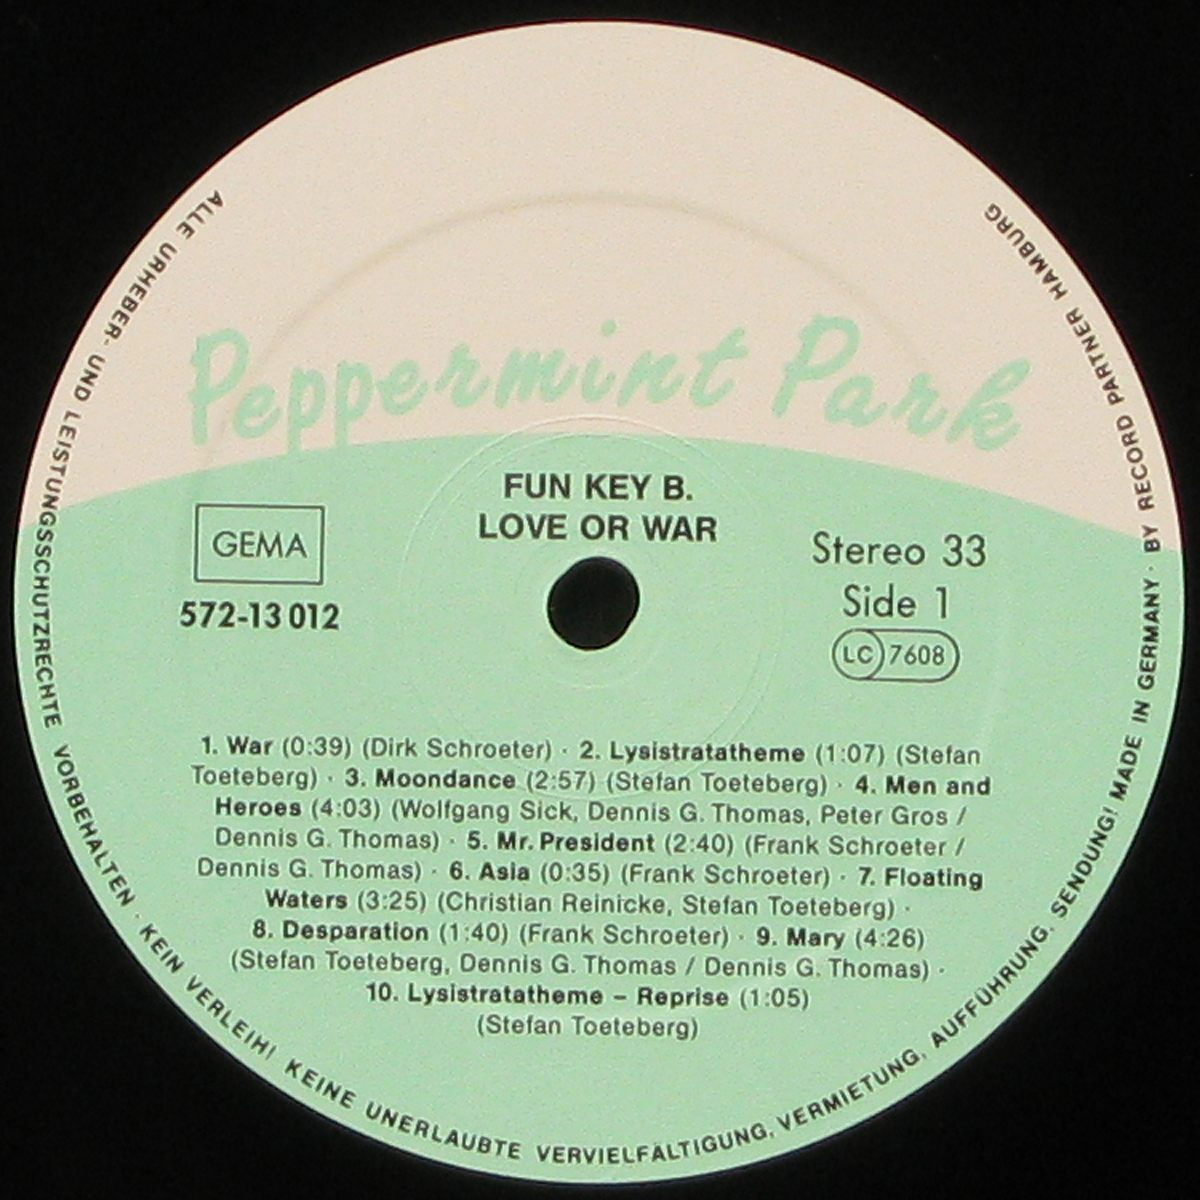 Peppermint Park
FUN KEY B.
LOVE OR WAR
GEMA
572-13 012
Stereo 33
Side 1
LC 7608
1. War (0:39) (Dirk Schroeter) · 2. Lysistratatheme (1:07) (Stefan
Toeteberg) · 3. Moondance (2:57) (Stefan Toeteberg) · 4. Men and
Heroes (4:03) (Wolfgang Sick, Dennis G. Thomas, Peter Gros /
Dennis G. Thomas) · 5. Mr. President (2:40) (Frank Schroeter /
Dennis G. Thomas) · 6. Asia (0:35) (Frank Schroeter) · 7. Floating
Waters (3:25) (Christian Reinicke, Stefan Toeteberg) ·
8. Desparation (1:40) (Frank Schroeter) · 9. Mary (4:26)
(Stefan Toeteberg, Dennis G. Thomas / Dennis G. Thomas) ·
10. Lysistratatheme – Reprise (1:05)
(Stefan Toeteberg)
ALLE URHEBER- UND LEISTUNGSSCHUTZRECHTE VORBEHALTEN · KEIN VERLEIH! KEINE UNERLAUBTE VERVIELFÄLTIGUNG, VERMIETUNG, AUFFÜHRUNG, SENDUNG! MADE IN GERMANY · BY RECORD PARTNER HAMBURG